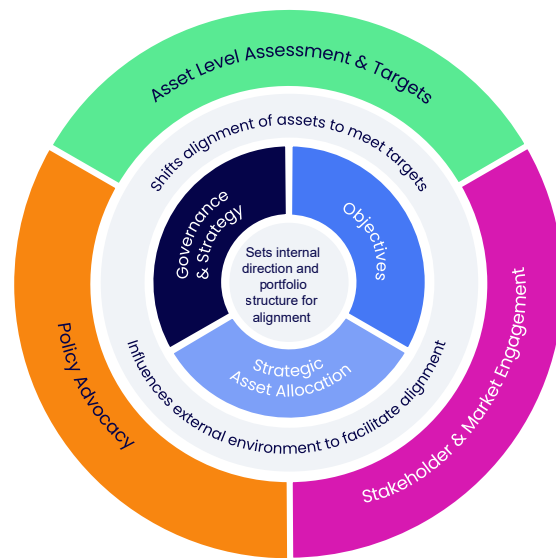 Asset Level Assessment & Targets
Shifts alignment of assets to meet targets
Governance
& Strategy
Objectives
Sets internal
direction and
portfolio
structure for
alignment
Strategic
Asset Allocation
Influences external environment to facilitate alignment
Policy Advocacy
Stakeholder & Market Engagement